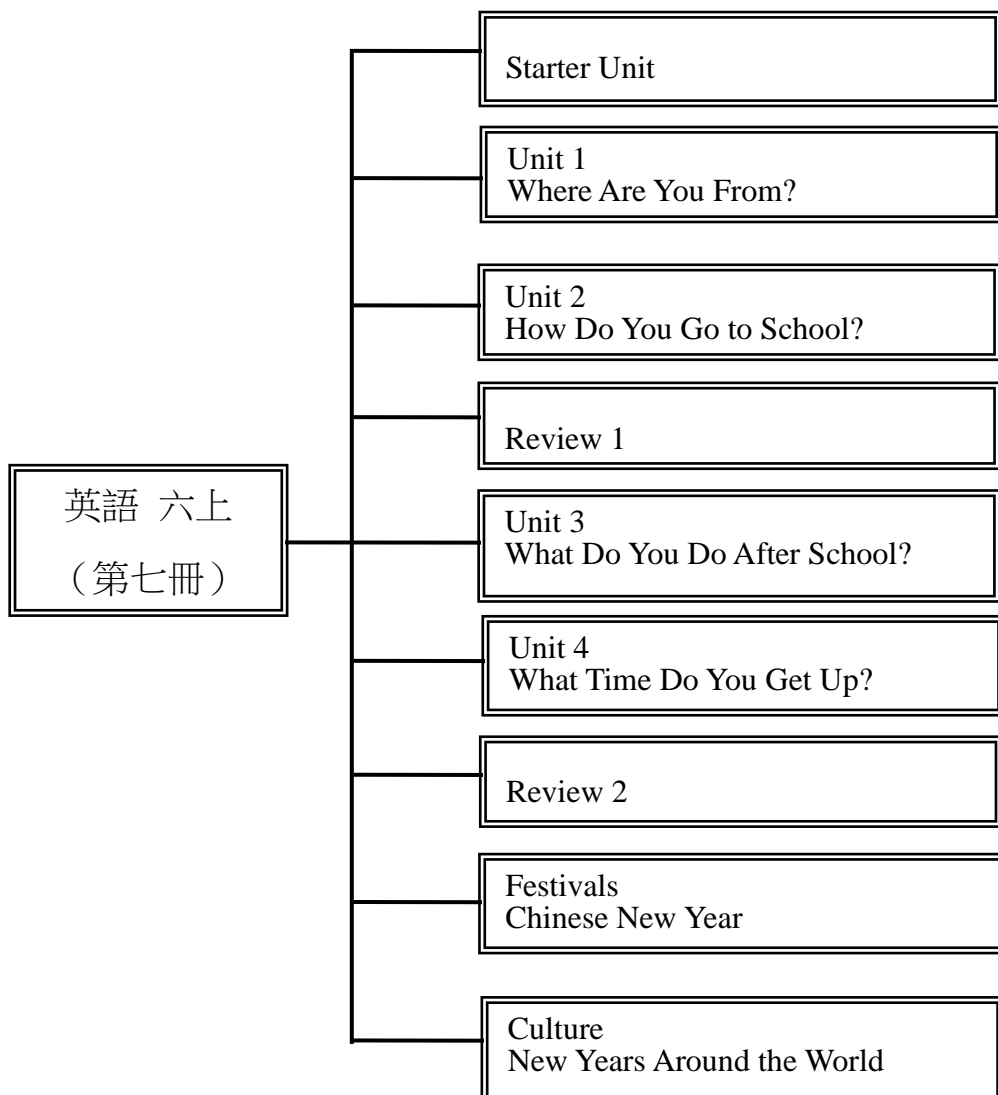 英語 六上
（第七冊）
Starter Unit
Unit 1
Where Are You From?
Unit 2
How Do You Go to School?
Review 1
Unit 3
What Do You Do After School?
Unit 4
What Time Do You Get Up?
Review 2
Festivals
Chinese New Year
Culture
New Years Around the World